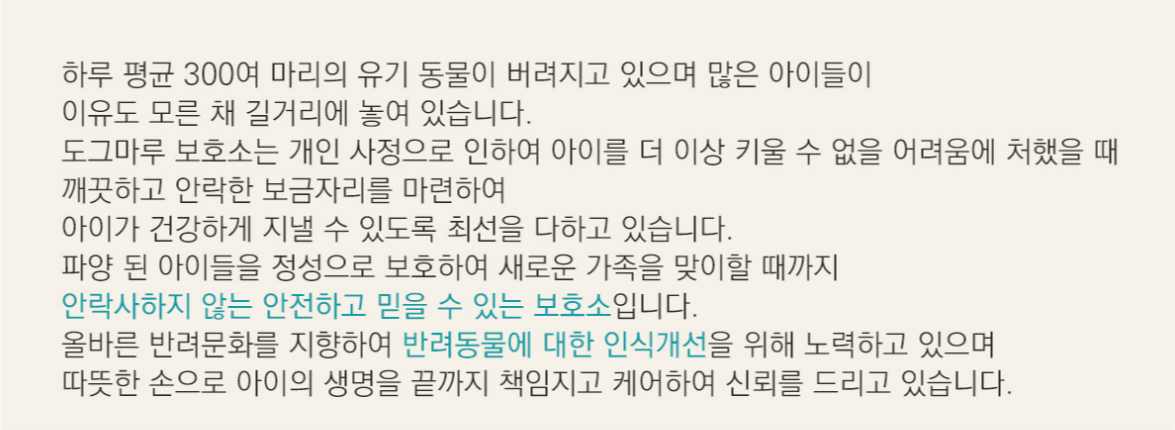 하루 평균 300여 마리의 유기 동물이 버려지고 있으며 많은 아이들이
이유도 모른 채 길거리에 놓여 있습니다.
도그마루 보호소는 개인 사정으로 인하여 아이를 더 이상 키울 수 없을 어려움에 처했을 때
깨끗하고 안락한 보금자리를 마련하여
아이가 건강하게 지낼 수 있도록 최선을 다하고 있습니다.
파양 된 아이들을 정성으로 보호하여 새로운 가족을 맞이할 때까지
안락사하지 않는 안전하고 믿을 수 있는 보호소입니다.
올바른 반려문화를 지향하여 반려동물에 대한 인식개선을 위해 노력하고 있으며
따뜻한 손으로 아이의 생명을 끝까지 책임지고 케어하여 신뢰를 드리고 있습니다.